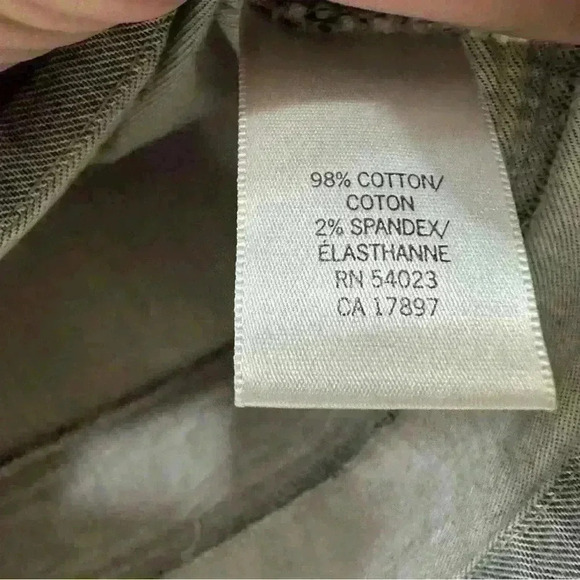 98% COTTON/
COTON
2% SPANDEX/
ÉLASTHANNE
RN 54023
CA 17897